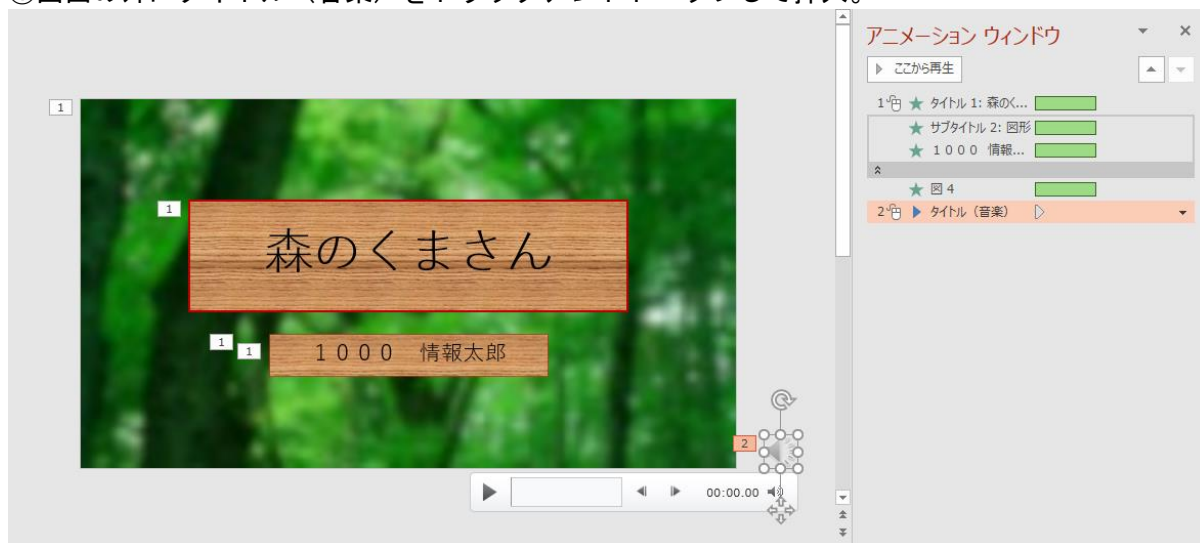 アニメーション ウィンドウ
ここから再生
1
1 タイトル 1: 森のく...
サブタイトル 2: 図形
１０００ 情報...
図 4
2 タイトル（音楽）
1
森のくまさん
1
1
１０００　情報太郎
2
00:00.00